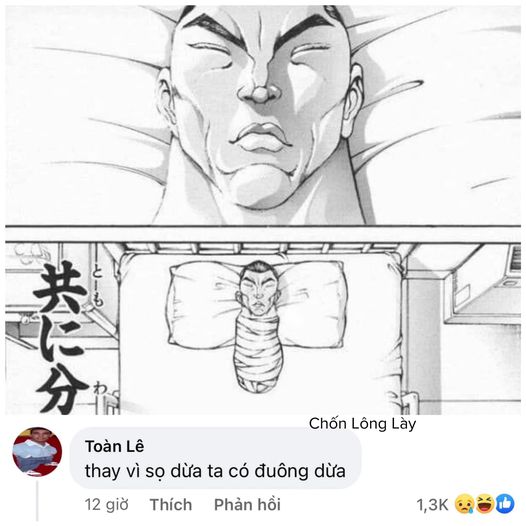 共に分
とも
わ
Chốn Lông Lày
Toàn Lê
thay vì sọ dừa ta có đuông dừa
12 giờ Thích Phản hồi 1,3K